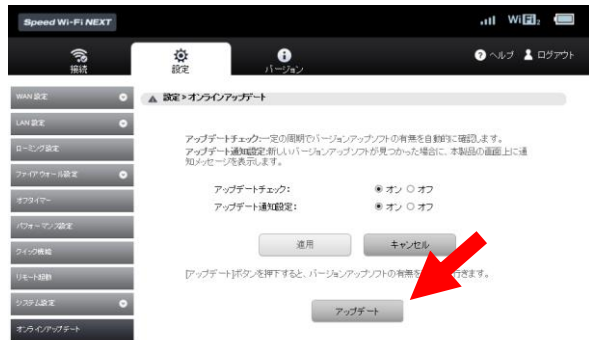 Speed Wi-Fi NEXT
Wi
接続
設定
バージョン
ヘルプ ログアウト
WAN 設定
設定 > オンラインアップデート
LAN 設定
ローミング設定
アップデートチェック:一定の周期でバージョンアップソフトの有無を自動的に確認します。
アップデート通知設定:新しいバージョンアップソフトが見つかった場合に、本製品の画面上に通
知メッセージを表示します。
ファイアウォール設定
オフタイマー
アップデートチェック: オン オフ
アップデート通知設定: オン オフ
パフォーマンス設定
クイック機能
適用 キャンセル
リモート起動
[アップデート]ボタンを押下すると、バージョンアップソフトの有無を 行きます。
システム設定
アップデート
オンラインアップデート